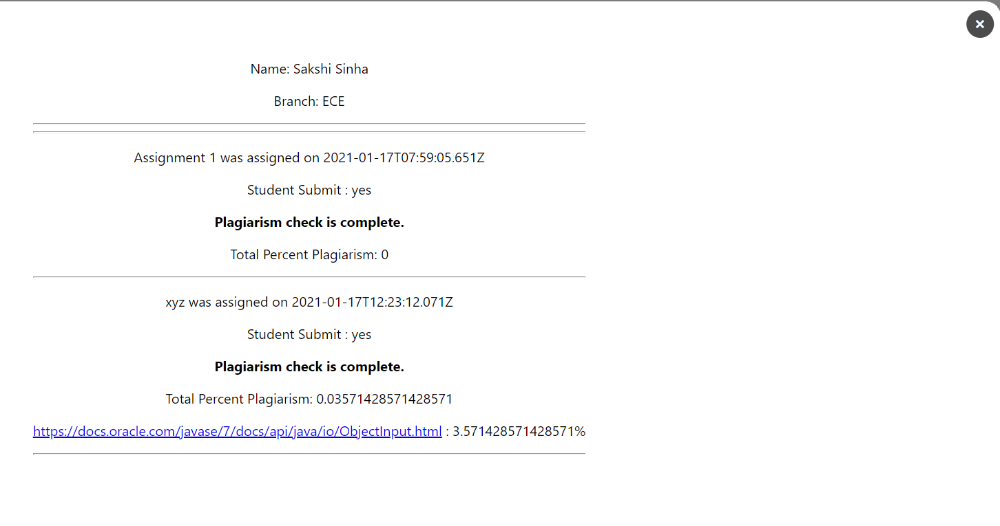 Name: Sakshi Sinha
Branch: ECE
Assignment 1 was assigned on 2021-01-17T07:59:05.651Z
Student Submit : yes
Plagiarism check is complete.
Total Percent Plagiarism: 0
xyz was assigned on 2021-01-17T12:23:12.071Z
Student Submit : yes
Plagiarism check is complete.
Total Percent Plagiarism: 0.03571428571428571
https://docs.oracle.com/javase/7/docs/api/java/io/ObjectInput.html : 3.571428571428571%